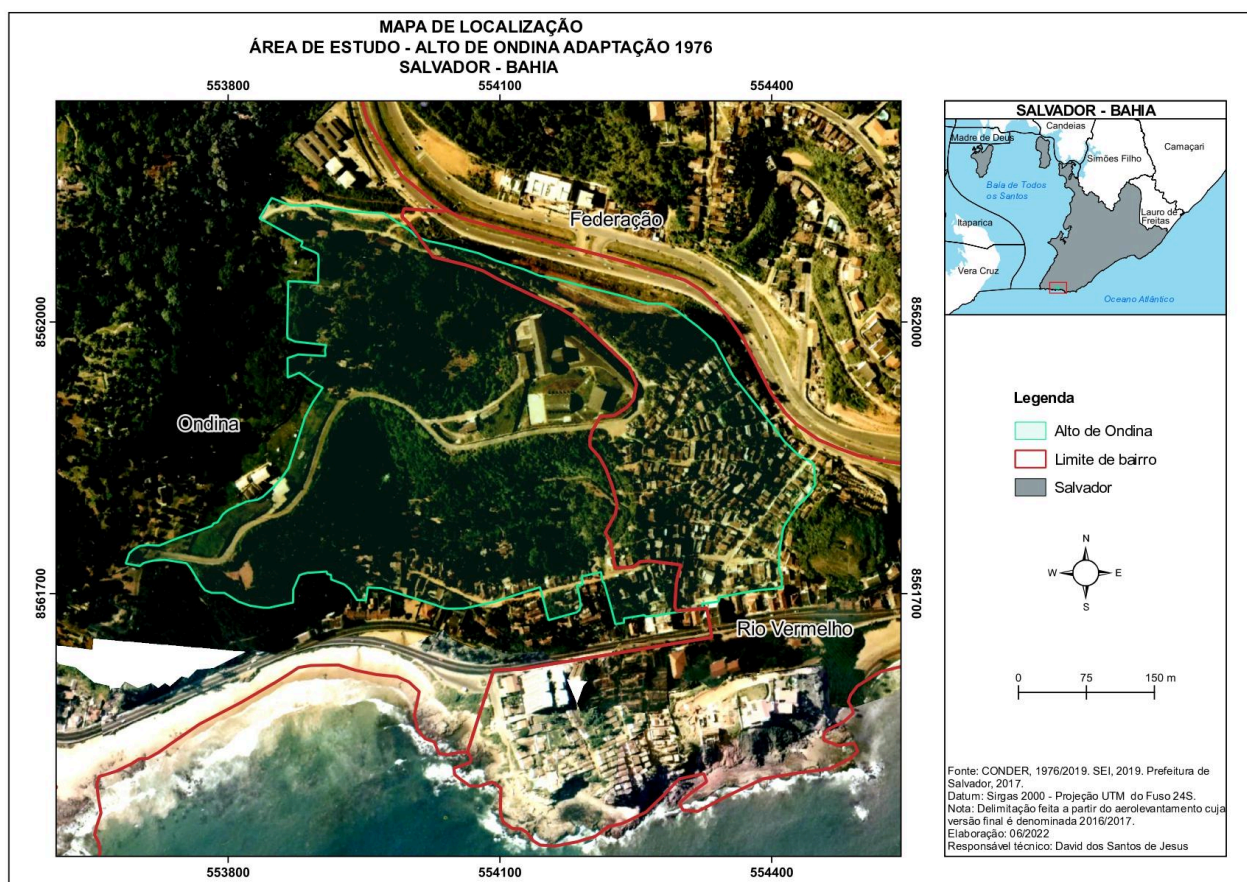 MAPA DE LOCALIZAÇÃO
ÁREA DE ESTUDO - ALTO DE ONDINA ADAPTAÇÃO 1976
SALVADOR - BAHIA
553800
554100
554400
8562000
8561700
Federação
Ondina
Rio Vermelho
8562000
8561700
553800
554100
554400
SALVADOR - BAHIA
Candeias
Madre de Deus
Simões Filho
Camaçari
Baía de Todos
os Santos
Lauro de
Freitas
Itaparica
Vera Cruz
Oceano Atlântico
Legenda
Alto de Ondina
Limite de bairro
Salvador
N
W
E
S
0
75
150 m
Fonte: CONDER, 1976/2019. SEI, 2019. Prefeitura de
Salvador, 2017.
Datum: Sirgas 2000 - Projeção UTM do Fuso 24S.
Nota: Delimitação feita a partir do aerolevantamento cuja
versão final é denominada 2016/2017.
Elaboração: 06/2022
Responsável técnico: David dos Santos de Jesus